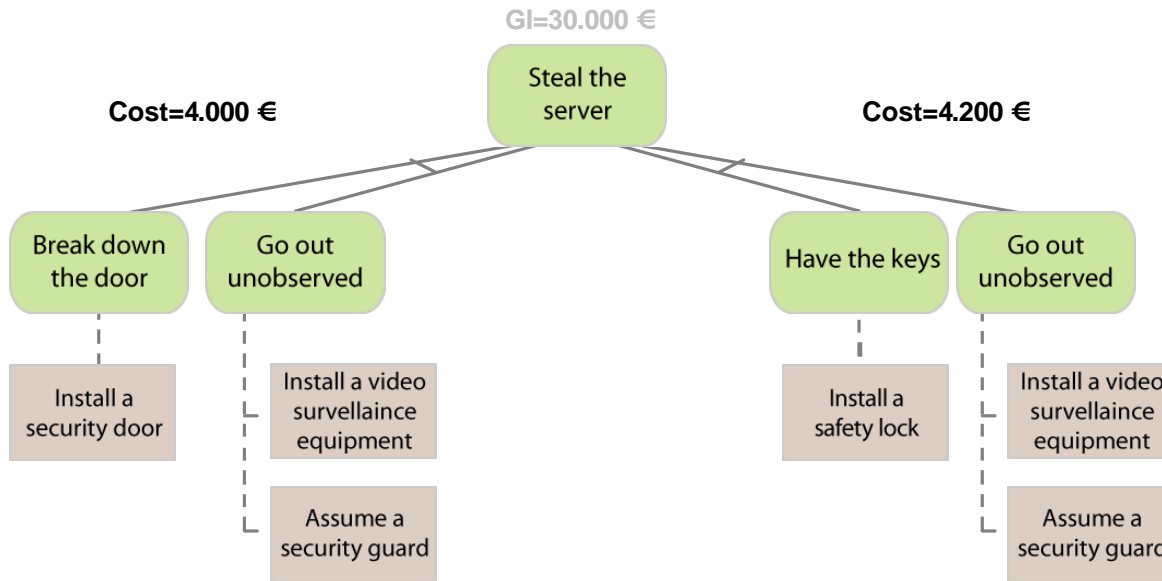 GI=30.000 €
Steal the
server
Cost=4.000 €
Cost=4.200 €
Break down
the door
Go out
unobserved
Have the keys
Go out
unobserved
Install a
security door
Install a video
survellaince
equipment
Install a
safety lock
Install a video
survellaince
equipment
Assume a
security guard
Assume a
security guard